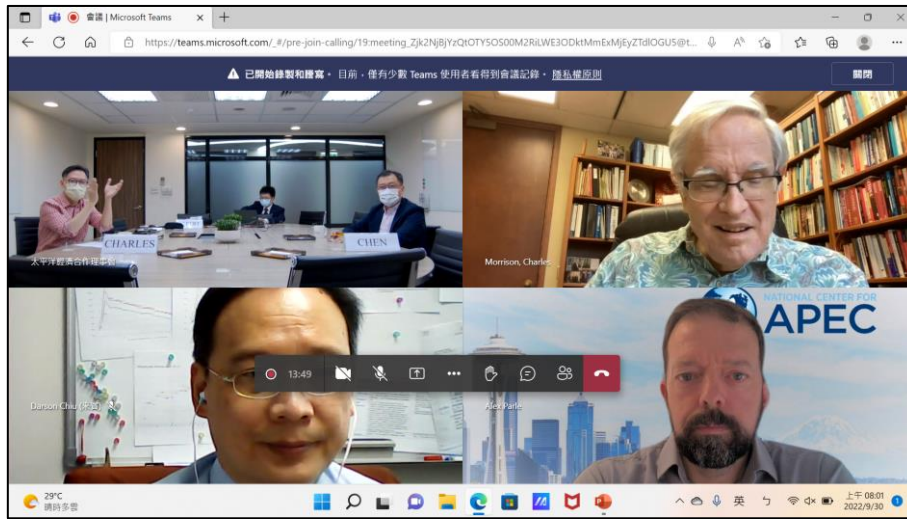 會議 | Microsoft Teams
https://teams.microsoft.com/_#/pre-join-calling/19:meeting_Zjk2NjBjYzQtOTY5OS00M2RiLWE3ODktMmExMjEyZTdlOGU5@t...
已開始錄製和謄寫。 目前，僅有少數 Teams 使用者看得到會議記錄。 隱私權原則
關閉
CHARLES
CHEN
太平洋經濟合作理事會
Morrison, Charles
NATIONAL CENTER FOR
APEC
13:49
Darson Chiu (來賓)
Alex Parle
29°C
晴時多雲
英
ㄅ
上午 08:01
2022/9/30
1